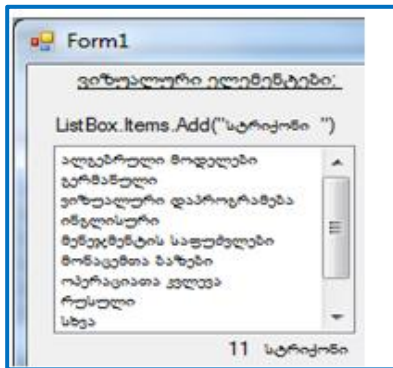 Form1
ვიზუალური ელემენტები:
ListBox.Items.Add("სტრიქონი ")
ალგებრული მოდელები
გერმანული
ვიზუალური დაპროგრამება
ინგლისური
მენეჯმენტის საფუძვლები
მონაცემთა ბაზები
ოპერაციათა კვლევა
რუსული
სხვა
11 სტრიქონი